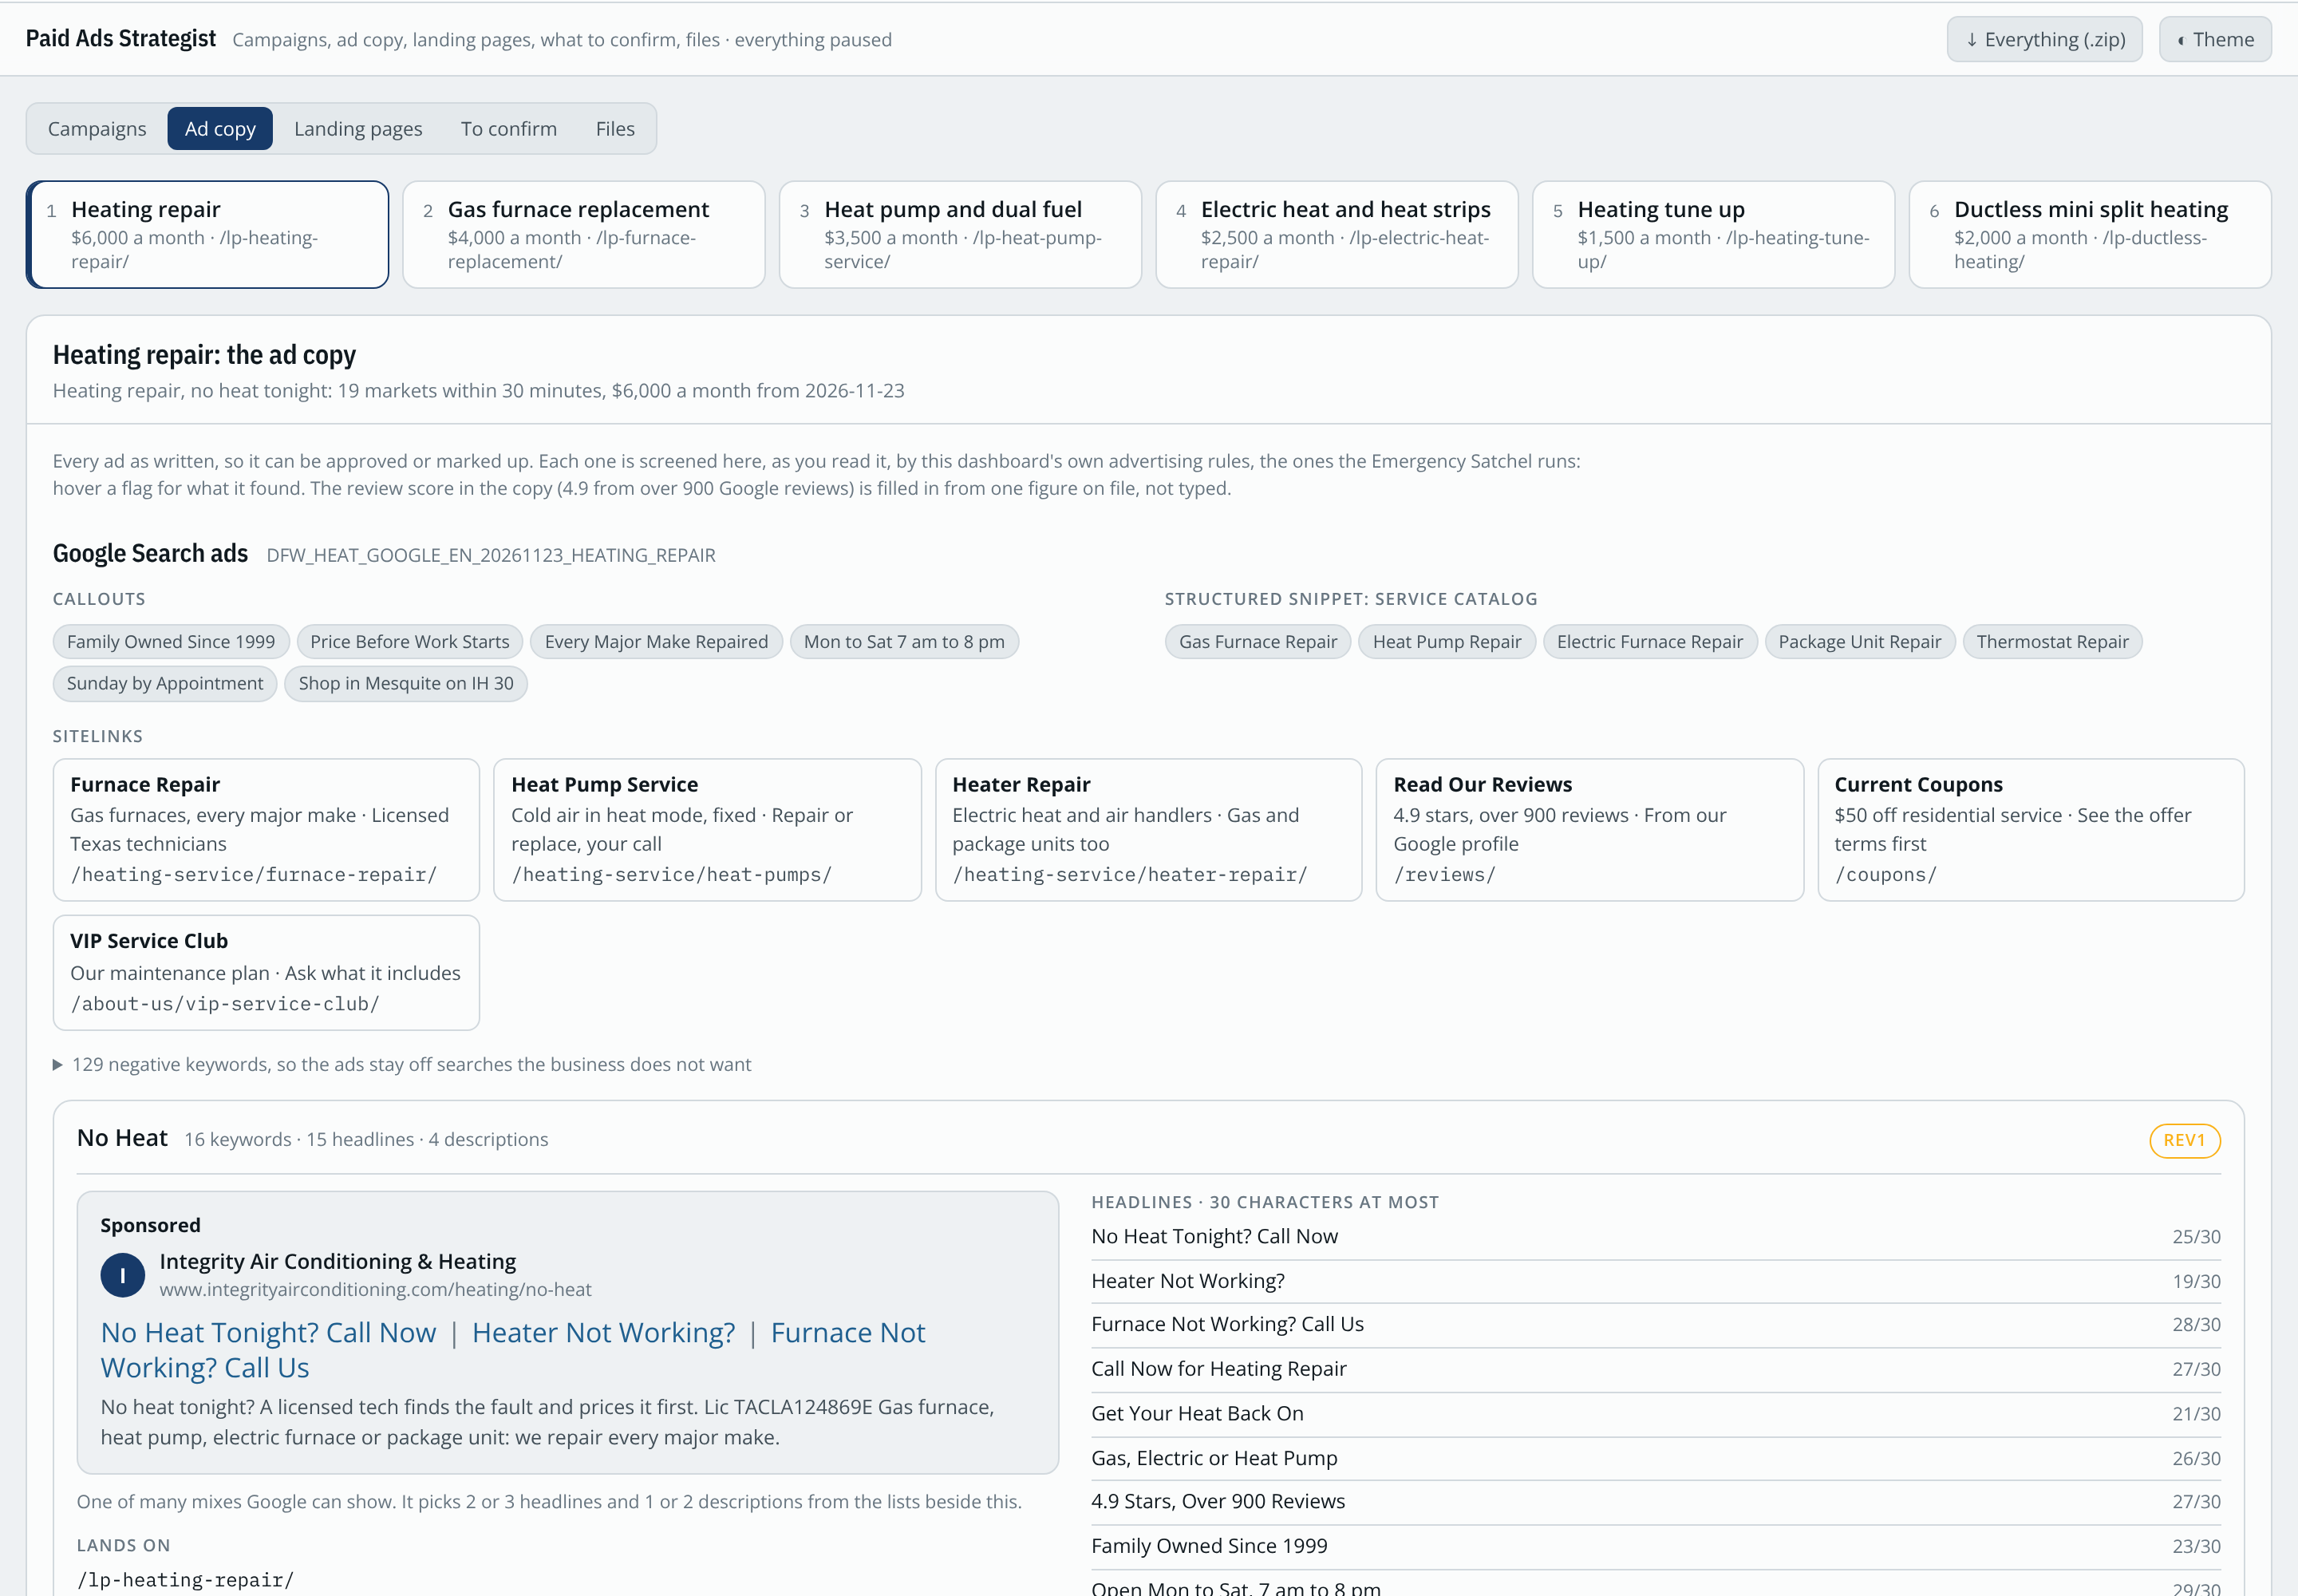 Paid Ads Strategist
Campaigns, ad copy, landing pages, what to confirm, files · everything paused
↓ Everything (.zip)
Theme
Campaigns
Ad copy
Landing pages
To confirm
Files
1 Heating repair
$6,000 a month · /lp-heating-
repair/
2 Gas furnace replacement
$4,000 a month · /lp-furnace-
replacement/
3 Heat pump and dual fuel
$3,500 a month · /lp-heat-pump-
service/
4 Electric heat and heat strips
$2,500 a month · /lp-electric-heat-
repair/
5 Heating tune up
$1,500 a month · /lp-heating-tune-
up/
6 Ductless mini split heating
$2,000 a month · /lp-ductless-
heating/
Heating repair: the ad copy
Heating repair, no heat tonight: 19 markets within 30 minutes, $6,000 a month from 2026-11-23
Every ad as written, so it can be approved or marked up. Each one is screened here, as you read it, by this dashboard's own advertising rules, the ones the Emergency Satchel runs:
hover a flag for what it found. The review score in the copy (4.9 from over 900 Google reviews) is filled in from one figure on file, not typed.
Google Search ads DFW_HEAT_GOOGLE_EN_20261123_HEATING_REPAIR
CALLOUTS
Family Owned Since 1999
Price Before Work Starts
Every Major Make Repaired
Mon to Sat 7 am to 8 pm
Sunday by Appointment
Shop in Mesquite on IH 30
STRUCTURED SNIPPET: SERVICE CATALOG
Gas Furnace Repair
Heat Pump Repair
Electric Furnace Repair
Package Unit Repair
Thermostat Repair
SITELINKS
Furnace Repair
Gas furnaces, every major make · Licensed
Texas technicians
/heating-service/furnace-repair/
Heat Pump Service
Cold air in heat mode, fixed · Repair or
replace, your call
/heating-service/heat-pumps/
Heater Repair
Electric heat and air handlers · Gas and
package units too
/heating-service/heater-repair/
Read Our Reviews
4.9 stars, over 900 reviews · From our
Google profile
/reviews/
Current Coupons
$50 off residential service · See the offer
terms first
/coupons/
VIP Service Club
Our maintenance plan · Ask what it includes
/about-us/vip-service-club/
129 negative keywords, so the ads stay off searches the business does not want
No Heat 16 keywords · 15 headlines · 4 descriptions
REV1
Sponsored
I
Integrity Air Conditioning & Heating
www.integrityairconditioning.com/heating/no-heat
No Heat Tonight? Call Now | Heater Not Working? | Furnace Not
Working? Call Us
No heat tonight? A licensed tech finds the fault and prices it first. Lic TACLA124869E Gas furnace,
heat pump, electric furnace or package unit: we repair every major make.
One of many mixes Google can show. It picks 2 or 3 headlines and 1 or 2 descriptions from the lists beside this.
LANDS ON
/lp-heating-repair/
HEADLINES · 30 CHARACTERS AT MOST
No Heat Tonight? Call Now 25/30
Heater Not Working? 19/30
Furnace Not Working? Call Us 28/30
Call Now for Heating Repair 27/30
Get Your Heat Back On 21/30
Gas, Electric or Heat Pump 26/30
4.9 Stars, Over 900 Reviews 27/30
Family Owned Since 1999 23/30
Open Mon to Sat, 7 am to 8 pm 29/30